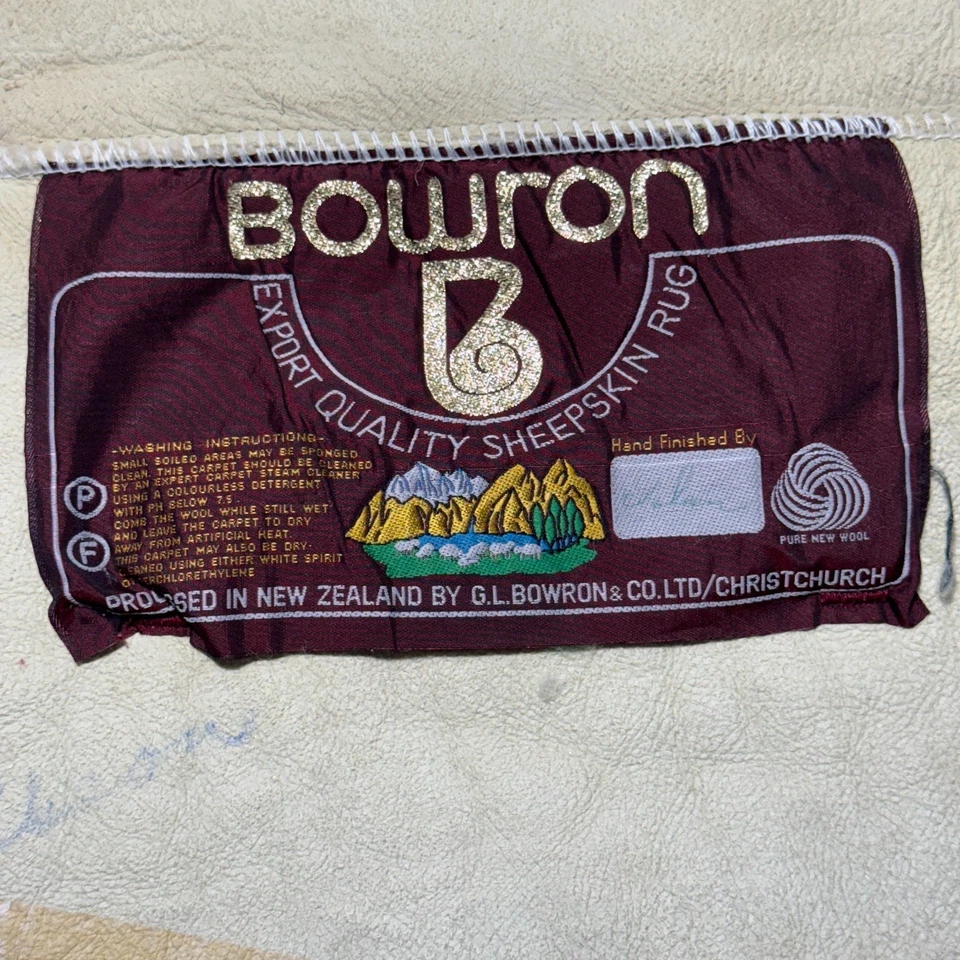 Bowron
B
EXPORT QUALITY SHEEPSKIN RUG
-WASHING INSTRUCTIONS-
SMALL SOILED AREAS MAY BE SPONGED
CLEAN. THIS CARPET SHOULD BE CLEANED
BY AN EXPERT CARPET STEAM CLEANER
USING A COLOURLESS DETERGENT
WITH PH BELOW 7.5.
COMB THE WOOL WHILE STILL WET
AND LEAVE THE CARPET TO DRY
AWAY FROM ARTIFICIAL HEAT.
THIS CARPET MAY ALSO BE DRY-
CLEANED USING EITHER WHITE SPIRIT
P
F
Hand Finished By
PURE NEW WOOL
IN NEW ZEALAND BY G.L.BOWRON & CO.LTD/CHRISTCHURCH